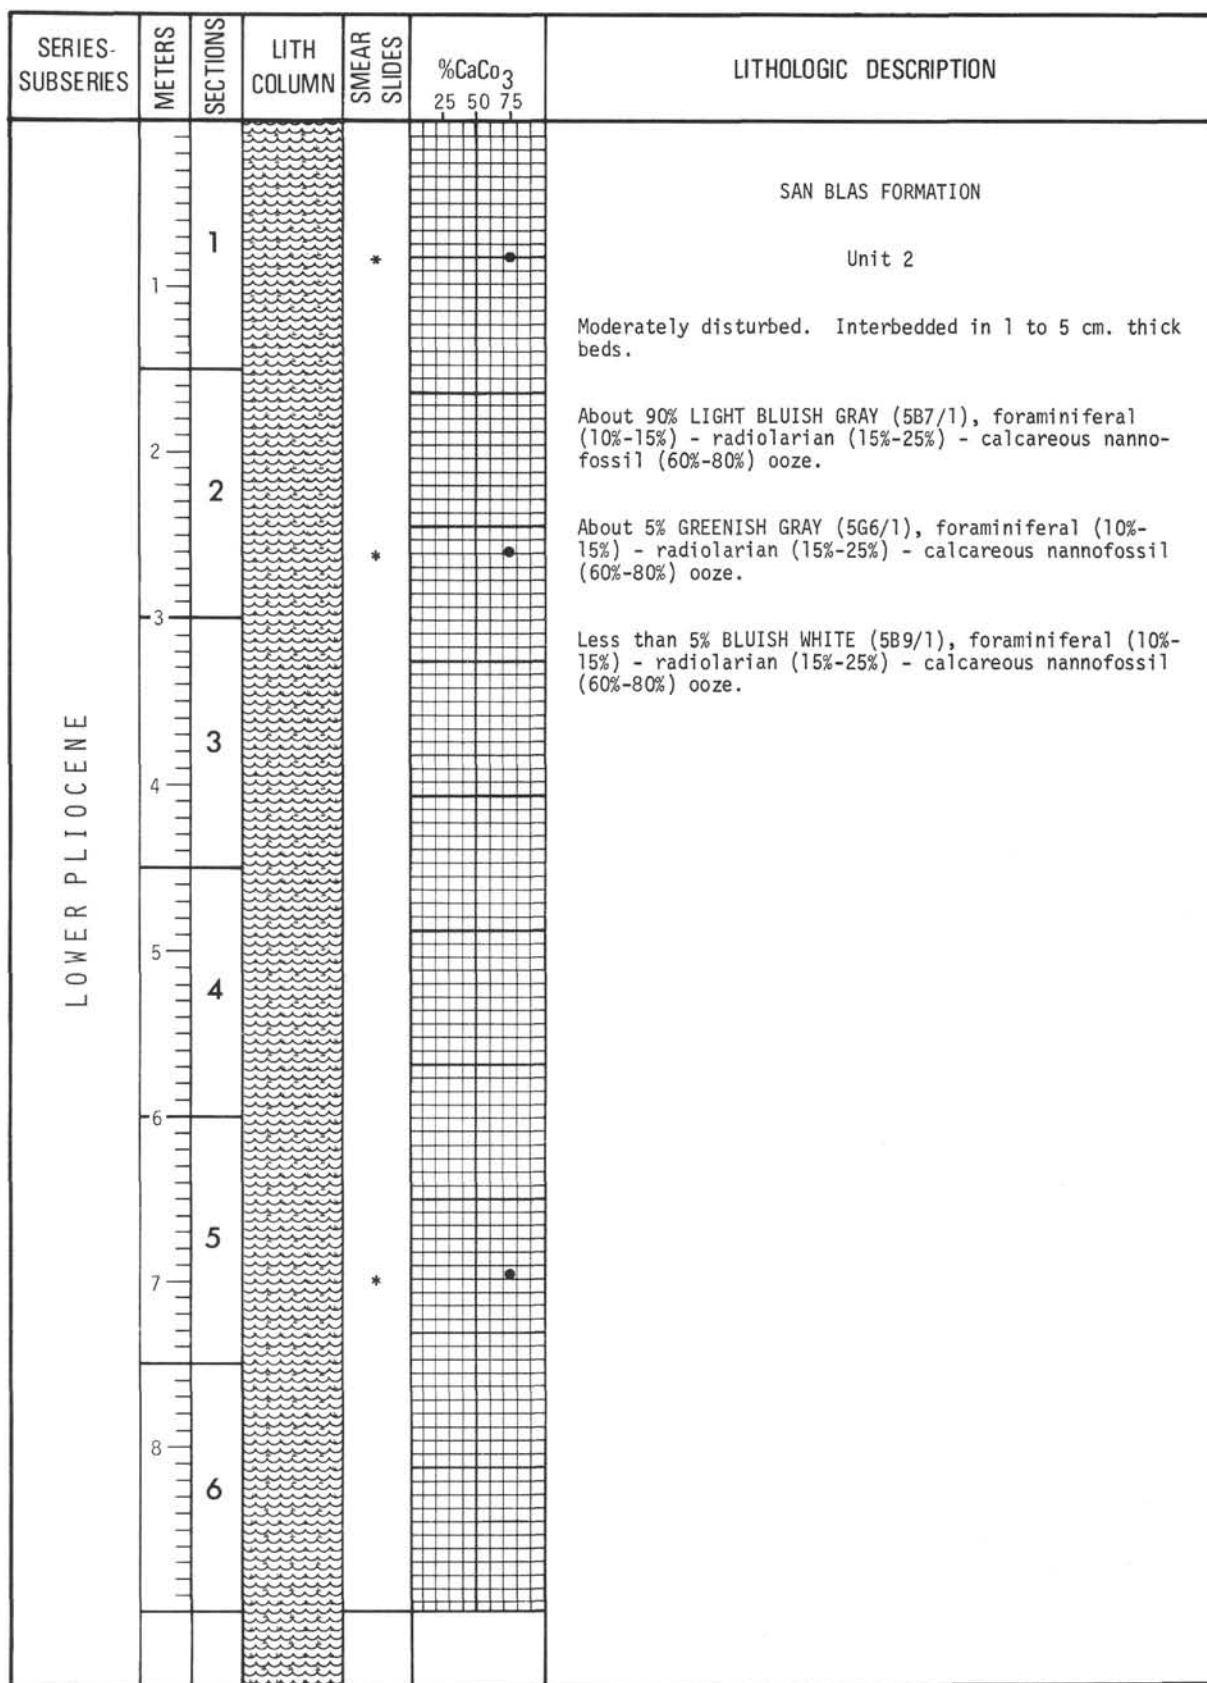 SERIES-
SUBSERIES
METERS
SECTIONS
LITH
COLUMN
SMEAR
SLIDES
%CaCo3
25 50 75
LITHOLOGIC DESCRIPTION
LOWER PLIOCENE
1
2
3
4
5
6
7
8
1
2
3
4
5
6
*
*
*
SAN BLAS FORMATION
Unit 2
Moderately disturbed. Interbedded in 1 to 5 cm. thick
beds.
About 90% LIGHT BLUISH GRAY (5B7/1), foraminiferal
(10%-15%) - radiolarian (15%-25%) - calcareous nanno-
fossil (60%-80%) ooze.
About 5% GREENISH GRAY (5G6/1), foraminiferal (10%-
15%) - radiolarian (15%-25%) - calcareous nannofossil
(60%-80%) ooze.
Less than 5% BLUISH WHITE (5B9/1), foraminiferal (10%-
15%) - radiolarian (15%-25%) - calcareous nannofossil
(60%-80%) ooze.